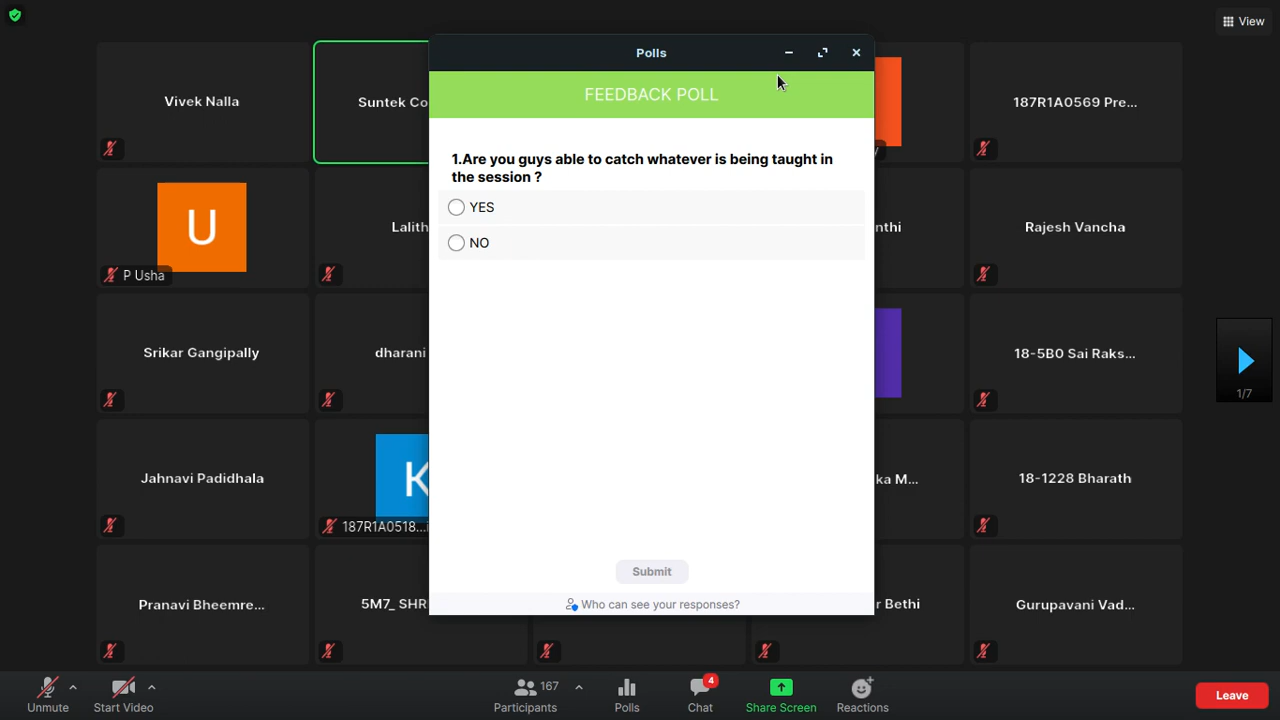 View
Polls
FEEDBACK POLL
1.Are you guys able to catch whatever is being taught in
the session ?
YES
NO
Submit
Who can see your responses?
Vivek Nalla
Suntek Co
187R1A0569 Pre...
U
P Usha
Lalith
nthi
Rajesh Vancha
Srikar Gangipally
dharani
18-5B0 Sai Raks...
1/7
Jahnavi Padidhala
K
187R1A0518...
ka M...
18-1228 Bharath
Pranavi Bheemre...
5M7_ SHR
r Bethi
Gurupavani Vad...
Unmute
Start Video
167
Participants
Polls
4
Chat
Share Screen
Reactions
Leave